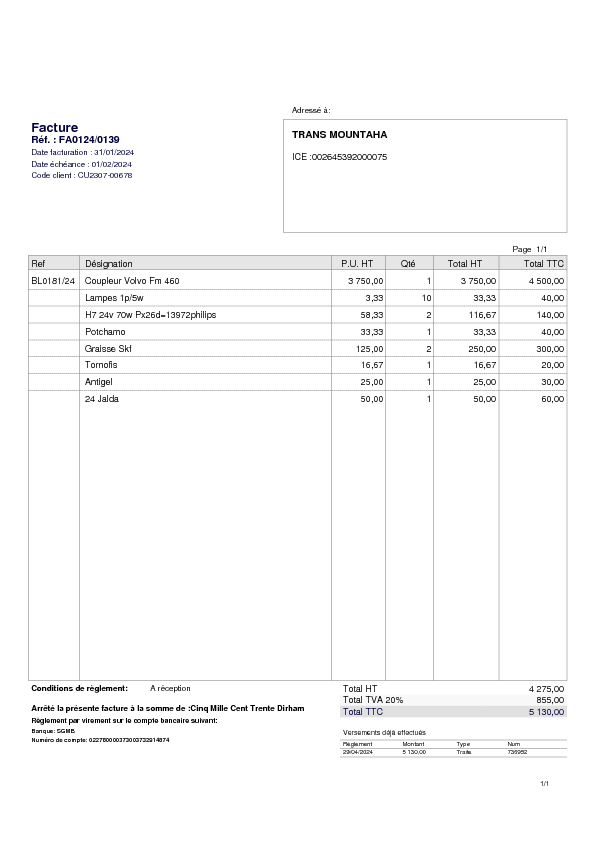 Adressé à:
Facture
Réf. : FA0124/0139
Date facturation : 31/01/2024
Date échéance : 01/02/2024
Code client : CU2307-00678
TRANS MOUNTAHA
ICE :002645392000075
Page 1/1
Ref Désignation P.U. HT Qté Total HT Total TTC
BL0181/24 Coupleur Volvo Fm 460 3 750,00 1 3 750,00 4 500,00
Lampes 1p/5w 3,33 10 33,33 40,00
H7 24v 70w Px26d=13972philips 58,33 2 116,67 140,00
Potchamo 33,33 1 33,33 40,00
Graisse Skf 125,00 2 250,00 300,00
Tornofis 16,67 1 16,67 20,00
Antigel 25,00 1 25,00 30,00
24 Jalda 50,00 1 50,00 60,00
Conditions de règlement: A réception
Total HT 4 275,00
Total TVA 20% 855,00
Total TTC 5 130,00
Arrêté la présente facture à la somme de :Cinq Mille Cent Trente Dirham
Règlement par virement sur le compte bancaire suivant:
Banque: SGMB
Numéro de compte:
Versements déjà effectués
Règlement Montant Type Num
29/04/2024 5 130,00 Traite 736952
1/1